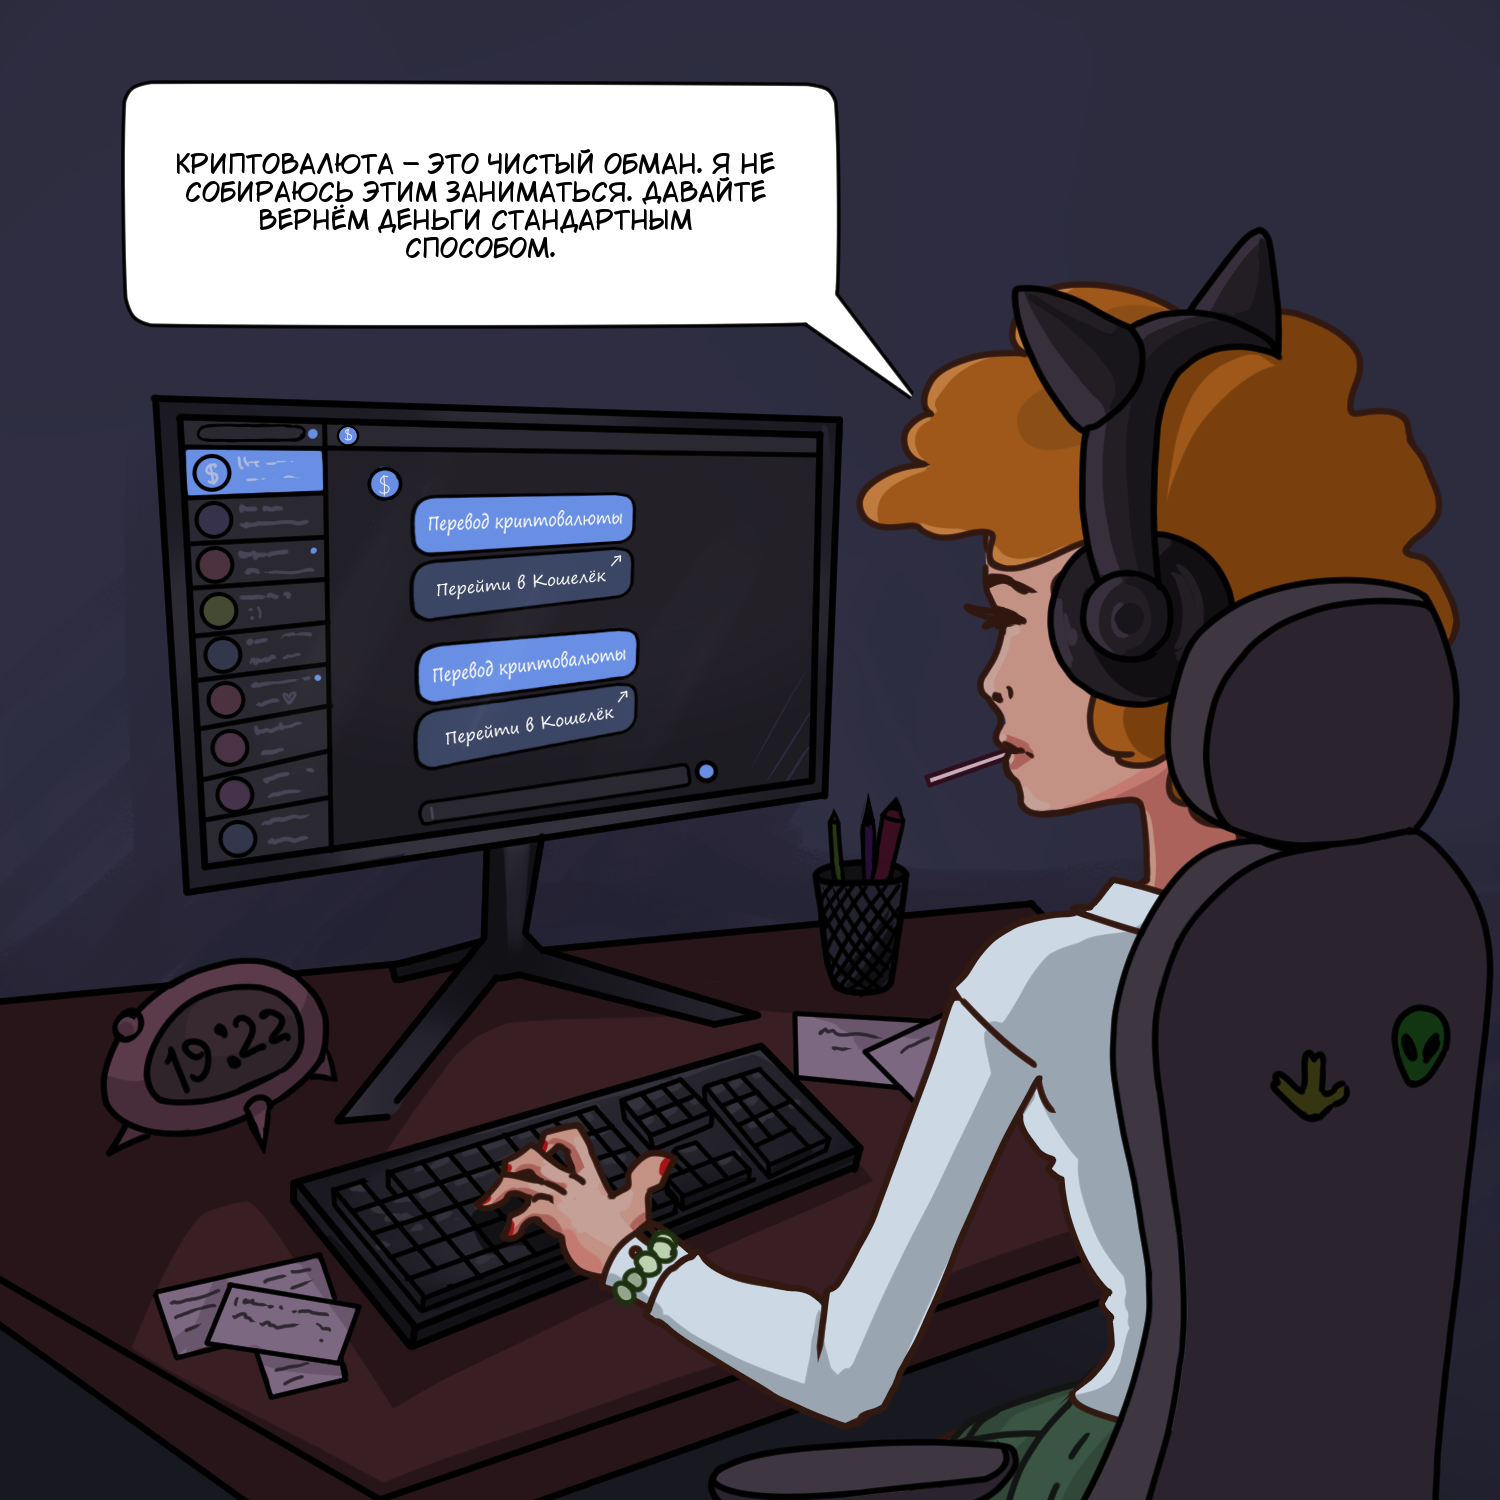 КРИПТОВАЛЮТА – ЭТО ЧИСТЫЙ ОБМАН. Я НЕ
СОБИРАЮСЬ ЭТИМ ЗАНИМАТЬСЯ. ДАВАЙТЕ
ВЕРНЁМ ДЕНЬГИ СТАНДАРТНЫМ
СПОСОБОМ.
$
$
$
Перевод криптовалюты
Перейти в Кошелёк
:)
Перевод криптовалюты
Перейти в Кошелёк
19:22